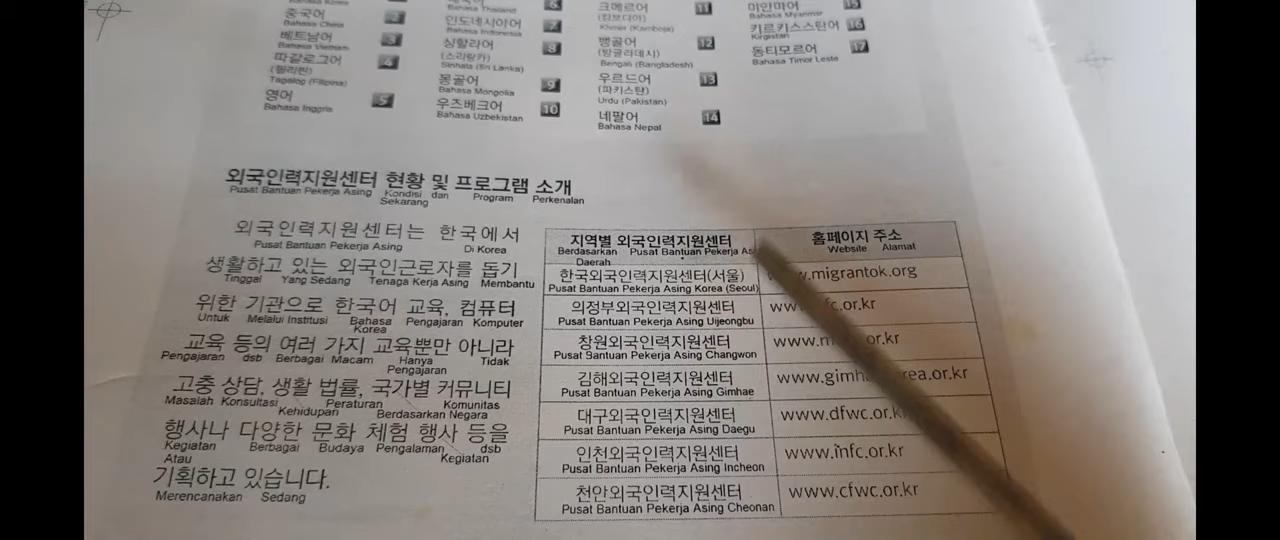 중국어 2
Bahasa China
베트남어 3
Bahasa Vietnam
따갈로그어 4
(필리핀)
Tagalog (Filipina)
영어 5
Bahasa Inggris
Bahasa Thailand 6
인도네시아어 7
Bahasa Indonesia
싱할라어 8
(스리랑카)
Sinhala (Sri Lanka)
몽골어 9
Bahasa Mongolia
우즈베크어 10
Bahasa Uzbekistan
크메르어 11
(캄보디아)
Khmer (Kamboja)
뱅골어 12
(방글라데시)
Bengali (Bangladesh)
우르드어 13
(파키스탄)
Urdu (Pakistan)
네팔어 14
Bahasa Nepal
미얀마어 15
Bahasa Myanmar
키르키스스탄어 16
Kirgistan
동티모르어 17
Bahasa Timor Leste
외국인력지원센터 현황 및 프로그램 소개
Pusat Bantuan Pekerja Asing Kondisi dan Program Perkenalan
Sekarang
외국인력지원센터는 한국에서
Pusat Bantuan Pekerja Asing Di Korea
생활하고 있는 외국인근로자를 돕기
Tinggal Yang Sedang Tenaga Kerja Asing Membantu
위한 기관으로 한국어 교육, 컴퓨터
Untuk Melalui Institusi Bahasa Pengajaran Komputer
Korea
교육 등의 여러 가지 교육뿐만 아니라
Pengajaran dsb Berbagai Macam Hanya Tidak
Pengajaran
고충 상담, 생활 법률, 국가별 커뮤니티
Masalah Konsultasi Peraturan Komunitas
Kehidupan Berdasarkan Negara
행사나 다양한 문화 체험 행사 등을
Kegiatan Berbagai Budaya Pengalaman dsb
Atau Kegiatan
기획하고 있습니다.
Merencanakan Sedang
지역별 외국인력지원센터 홈페이지 주소
Berdasarkan Pusat Bantuan Pekerja Website Alamat
Daerah
한국외국인력지원센터(서울) .migrantok.org
Pusat Bantuan Pekerja Asing Korea (Seoul)
의정부외국인력지원센터 fc.or.kr
Pusat Bantuan Pekerja Asing Uijeongbu
창원외국인력지원센터 www.m or.kr
Pusat Bantuan Pekerja Asing Changwon
김해외국인력지원센터 www.gimh rea.or.kr
Pusat Bantuan Pekerja Asing Gimhae
대구외국인력지원센터 www.dfwc.or.k
Pusat Bantuan Pekerja Asing Daegu
인천외국인력지원센터 www.infc.or.kr
Pusat Bantuan Pekerja Asing Incheon
천안외국인력지원센터 www.cfwc.or.kr
Pusat Bantuan Pekerja Asing Cheonan